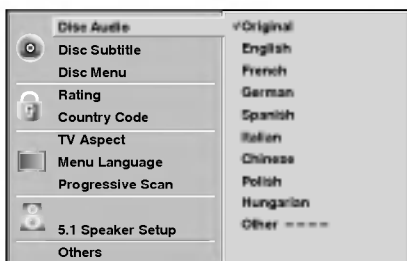 Disc Audio
Disc Subtitle
Disc Menu
Rating
Country Code
TV Aspect
Menu Language
Progressive Scan
5.1 Speaker Setup
Others
✓Original
English
French
German
Spanish
Italian
Chinese
Polish
Hungarian
Other – – – –